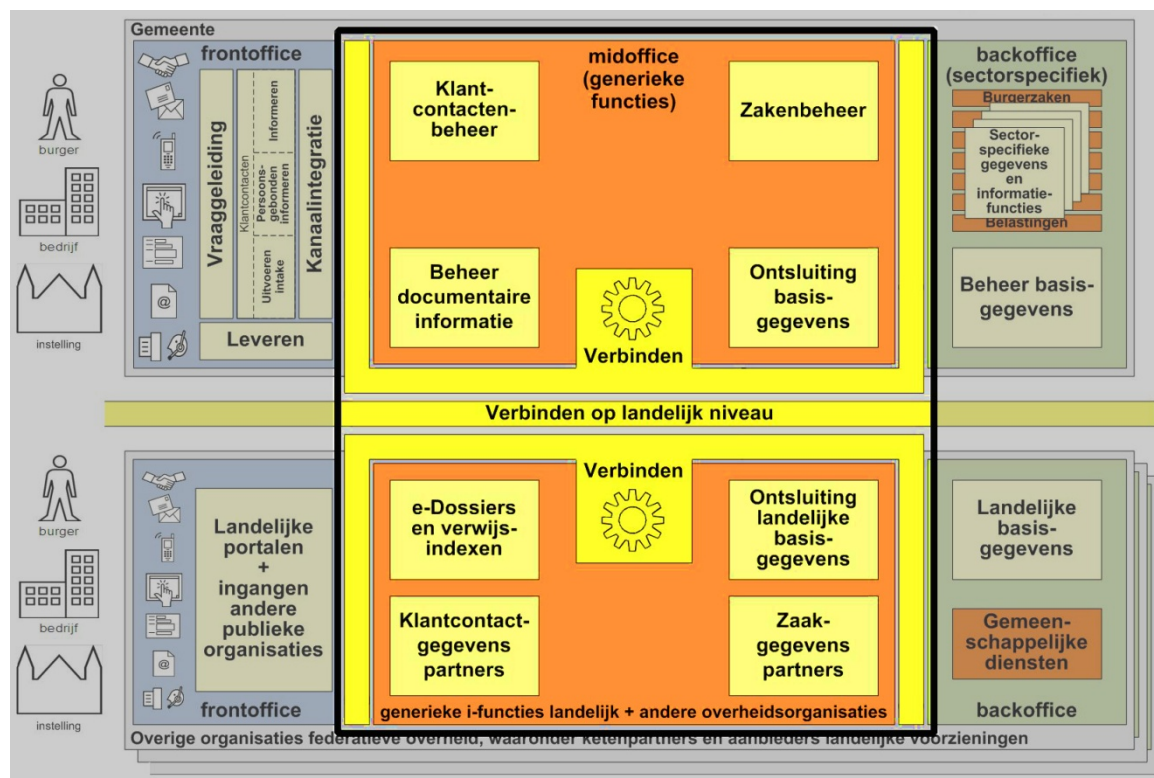 Gemeente
frontoffice
burger
bedrijf
instelling
Vraaggeleiding
Klantcontacten
Informeren
Persoons-
gebonden
informeren
Uitvoeren
intake
Kanaalintegratie
Leveren
@
midoffice
(generieke
functies)
Klant-
contacten-
beheer
Zakenbeheer
Beheer
documentaire
informatie
Ontsluiting
basis-
gegevens
Verbinden
backoffice
(sectorspecifiek)
Burgerzaken
Sector-
specifieke
gegevens
en
informatie-
functies
Belastingen
Beheer basis-
gegevens
Verbinden op landelijk niveau
burger
bedrijf
instelling
@
Landelijke
portalen
+
ingangen
andere
publieke
organisaties
frontoffice
Verbinden
e-Dossiers
en verwijs-
indexen
Ontsluiting
landelijke
basis-
gegevens
Klantcontact-
gegevens
partners
Zaak-
gegevens
partners
generieke i-functies landelijk + andere overheidsorganisaties
Landelijke
basis-
gegevens
Gemeen-
schappelijke
diensten
backoffice
Overige organisaties federatieve overheid, waaronder ketenpartners en aanbieders landelijke voorzieningen